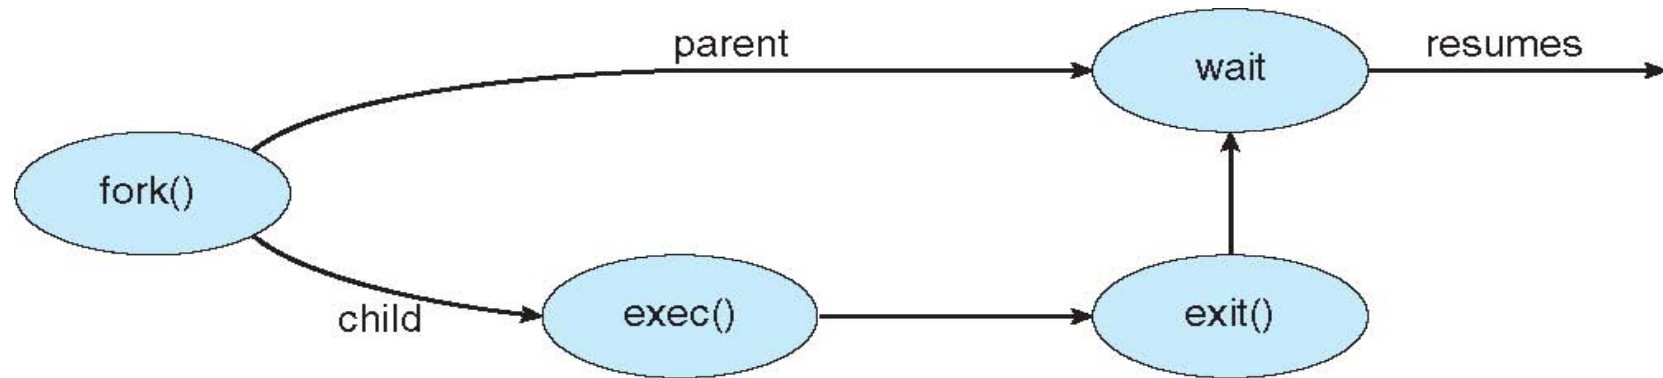 parent
wait
resumes
fork()
child
exec()
exit()